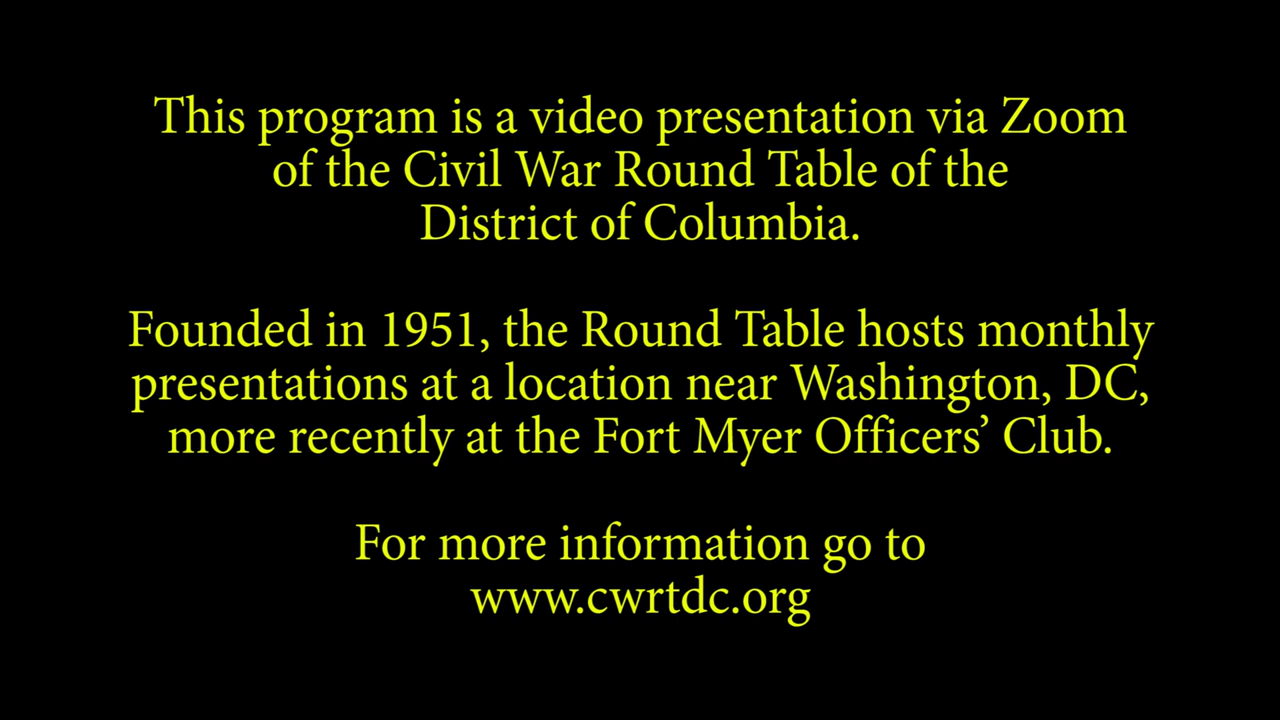 This program is a video presentation via Zoom
of the Civil War Round Table of the
District of Columbia.
Founded in 1951, the Round Table hosts monthly
presentations at a location near Washington, DC,
more recently at the Fort Myer Officers’ Club.
For more information go to
www.cwrtdc.org